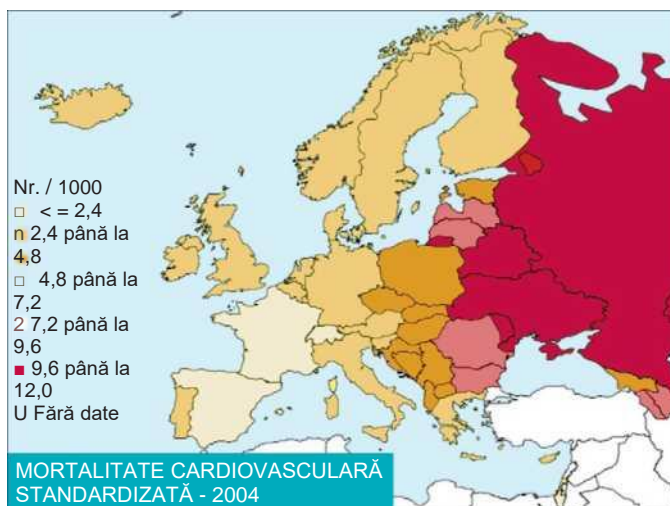 Nr. / 1000
□ < = 2,4
n 2,4 până la
4,8
□ 4,8 până la
7,2
2 7,2 până la
9,6
■ 9,6 până la
12,0
U Fără date
MORTALITATE CARDIOVASCULARĂ
STANDARDIZATĂ - 2004